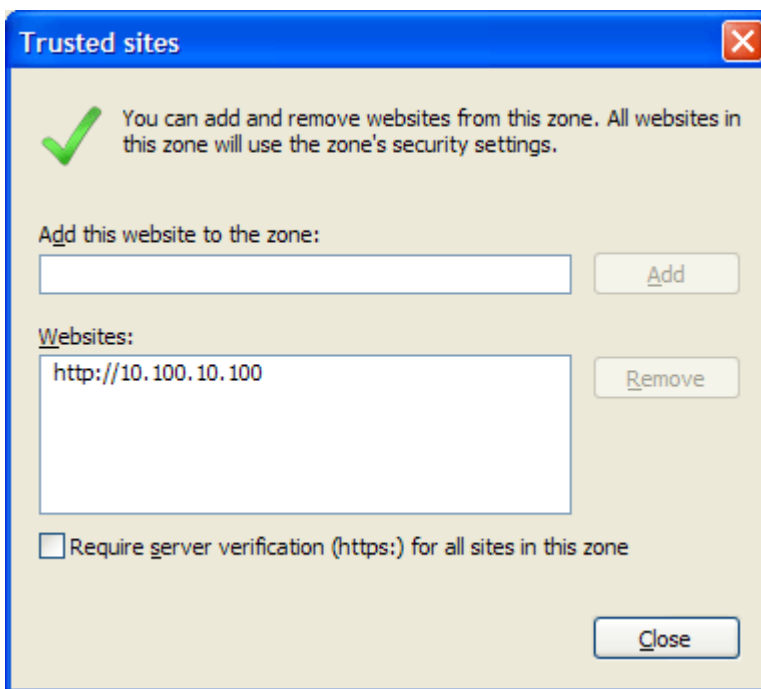 Trusted sites
You can add and remove websites from this zone. All websites in
this zone will use the zone's security settings.
Add this website to the zone:
Add
Websites:
http://10.100.10.100
Remove
Require server verification (https:) for all sites in this zone
Close